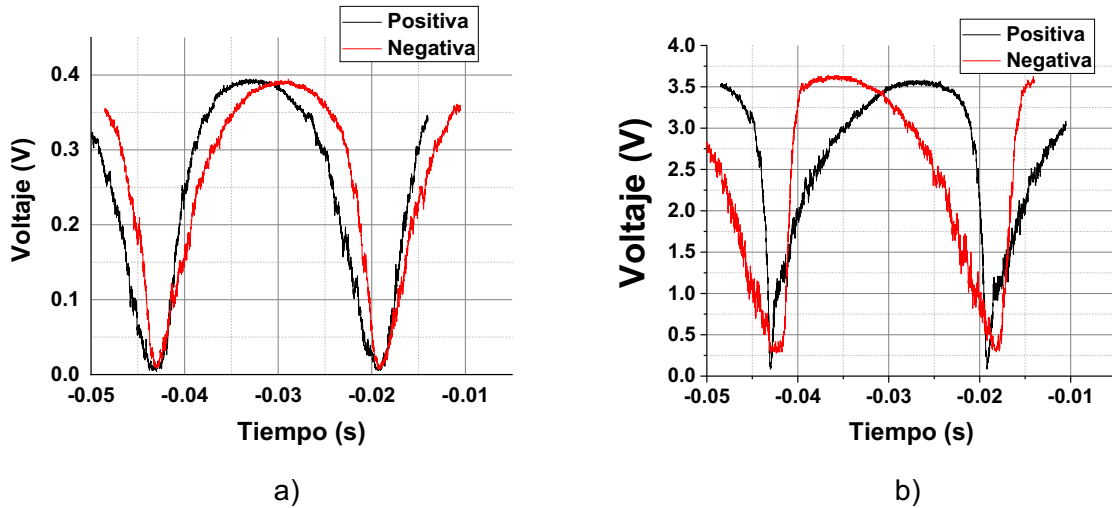 Positiva
Negativa
0.4
0.3
0.2
0.1
0.0
Voltaje (V)
-0.05 -0.04 -0.03 -0.02 -0.01
Tiempo (s)
a)
Positiva
Negativa
4.0
3.5
3.0
2.5
2.0
1.5
1.0
0.5
0.0
Voltaje (V)
-0.05 -0.04 -0.03 -0.02 -0.01
Tiempo (s)
b)